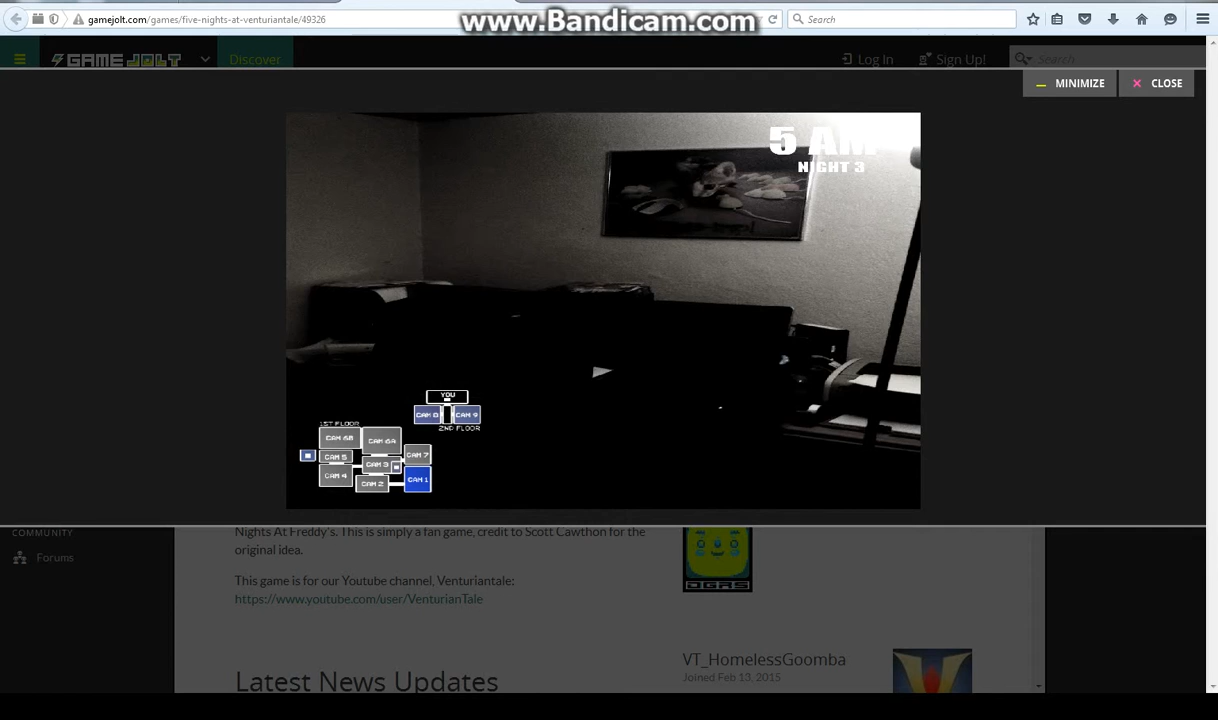 www.Bandicam.com
gamejolt.com/games/five-nights-at-venturiantale/49326
Search
GAME JOLT
Discover
Log In
Sign Up!
Search
MINIMIZE
CLOSE
5 AM
NIGHT 3
YOU
CAM 8
CAM 9
2ND FLOOR
1ST FLOOR
CAM 6B
CAM 6A
CAM 5
CAM 3
CAM 7
CAM 4
CAM 2
CAM 1
COMMUNITY
Forums
Nights At Freddy's. This is simply a fan game, credit to Scott Cawthon for the
original idea.
This game is for our Youtube channel, Venturiantale:
https://www.youtube.com/user/VenturianTale
Latest News Updates
VT_HomelessGoomba
Joined Feb 13, 2015